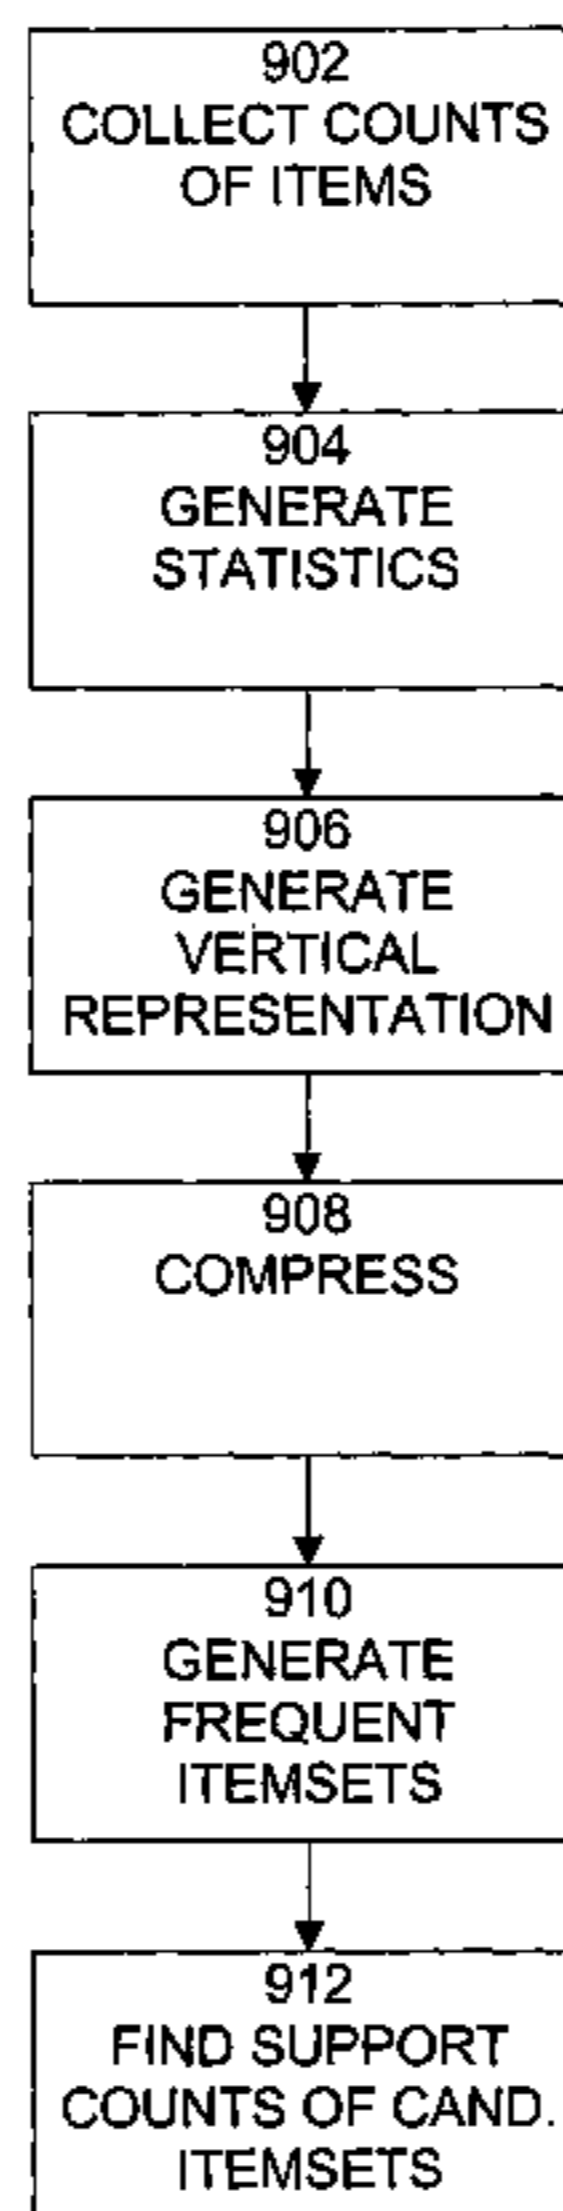 902
COLLECT COUNTS
OF ITEMS
904
GENERATE
STATISTICS
906
GENERATE
VERTICAL
REPRESENTATION
908
COMPRESS
910
GENERATE
FREQUENT
ITEMSETS
912
FIND SUPPORT
COUNTS OF CAND.
ITEMSETS